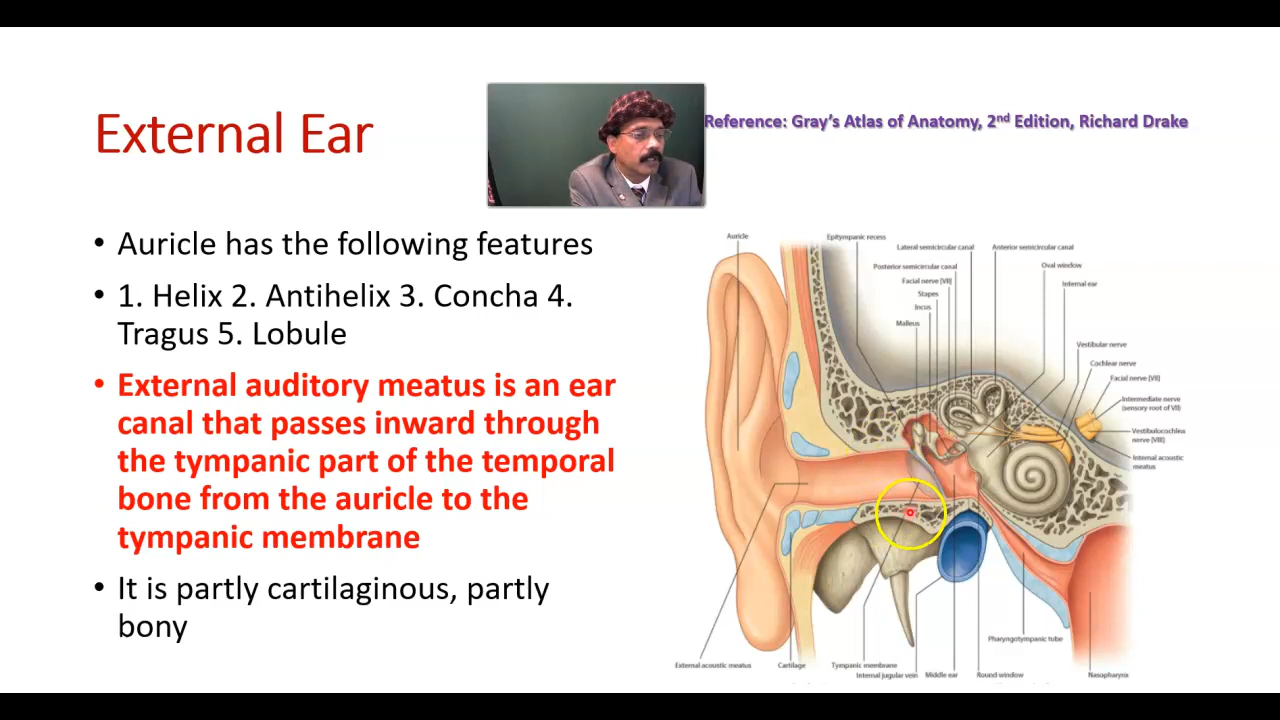 External Ear
Reference: Gray's Atlas of Anatomy, 2nd Edition, Richard Drake
• Auricle has the following features
• 1. Helix 2. Antihelix 3. Concha 4.
Tragus 5. Lobule
• External auditory meatus is an ear
canal that passes inward through
the tympanic part of the temporal
bone from the auricle to the
tympanic membrane
• It is partly cartilaginous, partly
bony
Auricle
Epitympanic recess
Lateral semicircular canal
Anterior semicircular canal
Posterior semicircular canal
Oval window
Facial nerve [VII]
Internal ear
Stapes
Incus
Malleus
Vestibular nerve
Cochlear nerve
Facial nerve [VII]
Intermediate nerve
(sensory root of VII)
Vestibulocochlea
nerve [VIII]
Internal acoustic
meatus
Pharyngotympanic tube
External acoustic meatus
Cartilage
Tympanic membrane
Internal jugular vein
Middle ear
Round window
Nasopharynx